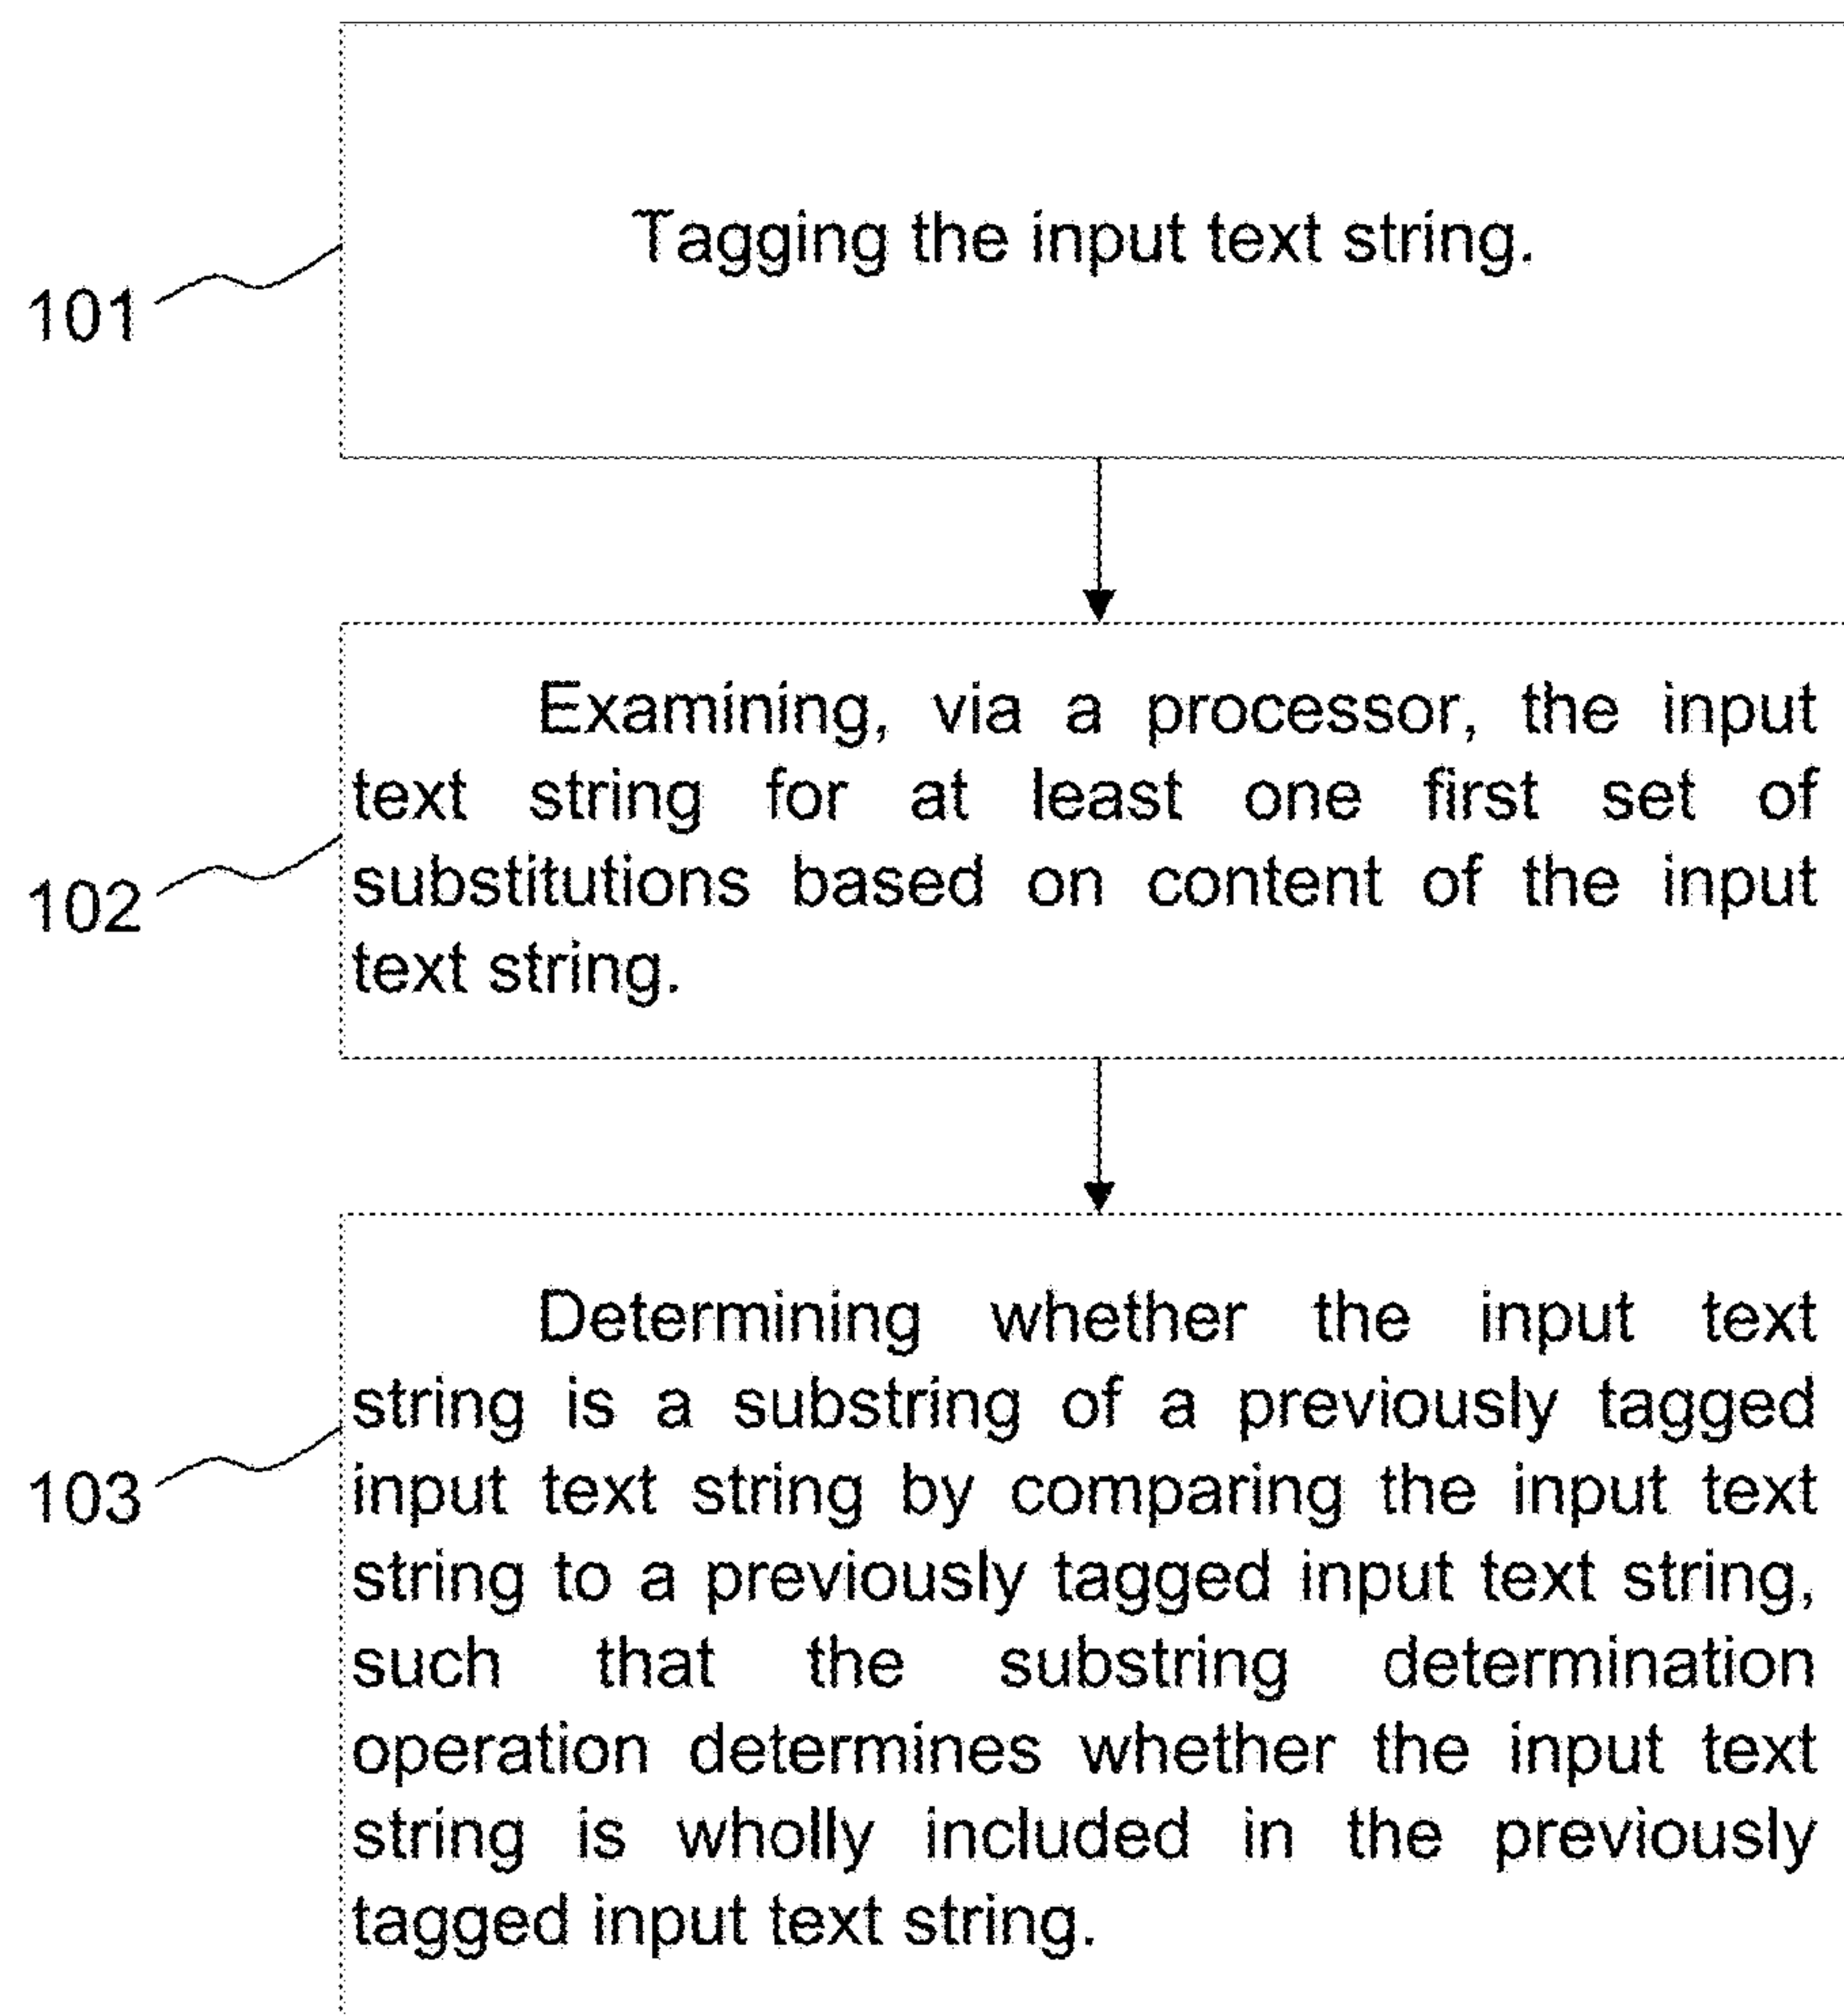 Tagging the input text string.
101
Examining, via a processor, the input
text string for at least one first set of
substitutions based on content of the input
text string.
102
Determining whether the input text
string is a substring of a previously tagged
input text string by comparing the input text
string to a previously tagged input text string,
such that the substring determination
operation determines whether the input text
string is wholly included in the previously
tagged input text string.
103